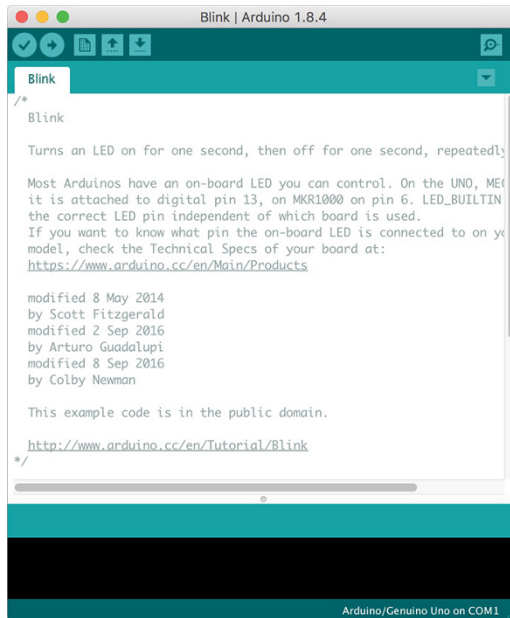 Blink | Arduino 1.8.4
Blink
/*
Blink
Turns an LED on for one second, then off for one second, repeatedly
Most Arduinos have an on-board LED you can control. On the UNO, ME
it is attached to digital pin 13, on MKR1000 on pin 6. LED_BUILTIN
the correct LED pin independent of which board is used.
If you want to know what pin the on-board LED is connected to on yo
model, check the Technical Specs of your board at:
https://www.arduino.cc/en/Main/Products
modified 8 May 2014
by Scott Fitzgerald
modified 2 Sep 2016
by Arturo Guadalupi
modified 8 Sep 2016
by Colby Newman
This example code is in the public domain.
http://www.arduino.cc/en/Tutorial/Blink
*/
Arduino/Genuino Uno on COM1